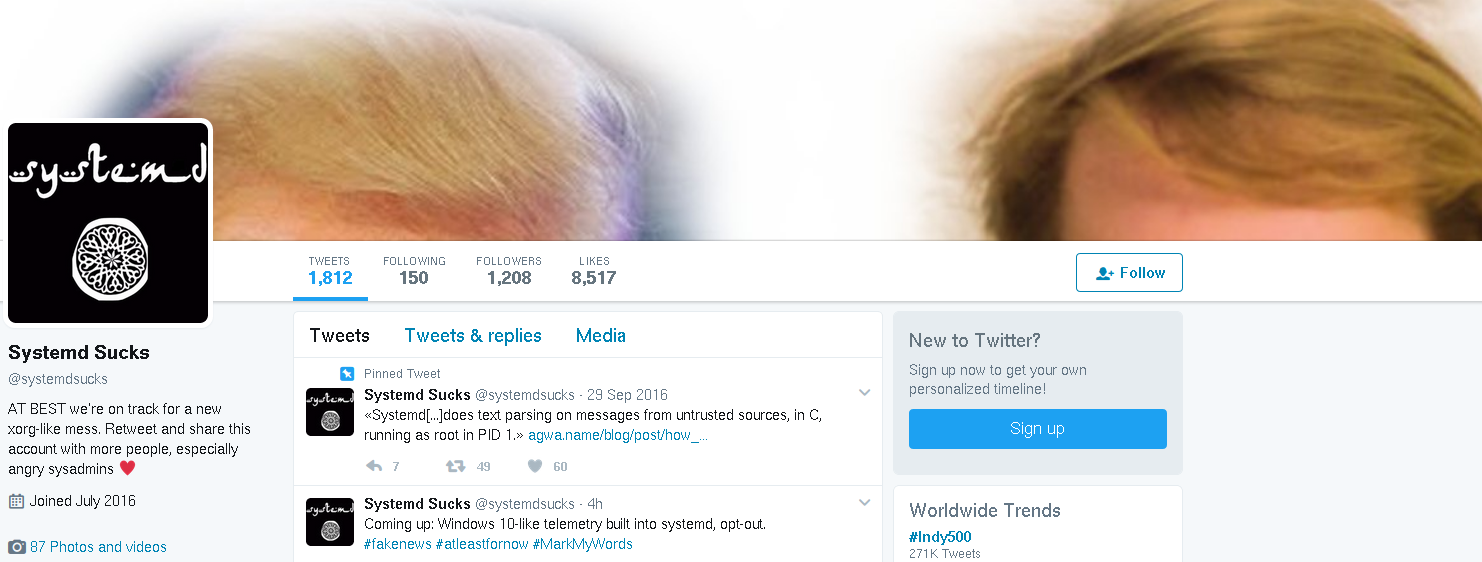 systemd
TWEETS
1,812
FOLLOWING
150
FOLLOWERS
1,208
LIKES
8,517
Follow
Systemd Sucks
@systemdsucks
AT BEST we're on track for a new
xorg-like mess. Retweet and share this
account with more people, especially
angry sysadmins ❤
Joined July 2016
87 Photos and videos
Tweets
Tweets & replies
Media
Pinned Tweet
systemd
Systemd Sucks @systemdsucks · 29 Sep 2016
«Systemd[...]does text parsing on messages from untrusted sources, in C,
running as root in PID 1.» agwa.name/blog/post/how_...
7 49 60
systemd
Systemd Sucks @systemdsucks · 4h
Coming up: Windows 10-like telemetry built into systemd, opt-out.
#fakenews #atleastfornow #MarkMyWords
New to Twitter?
Sign up now to get your own
personalized timeline!
Sign up
Worldwide Trends
#Indy500
271K Tweets